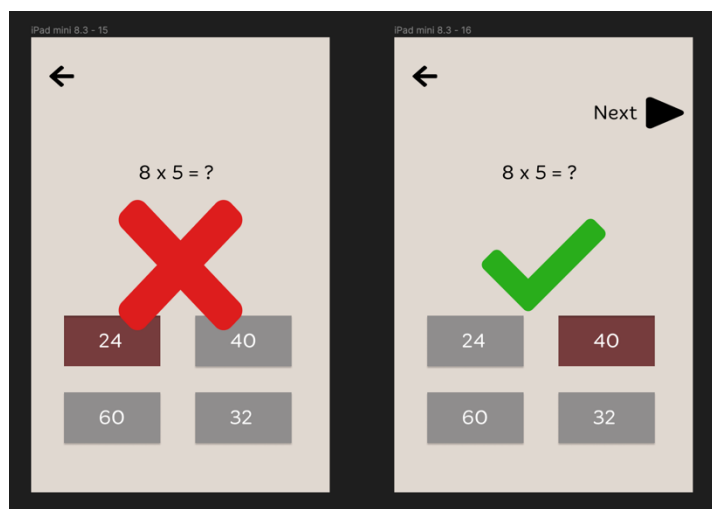 iPad mini 8.3 - 15
8 x 5 = ?
24
40
60
32
iPad mini 8.3 - 16
Next
8 x 5 = ?
24
40
60
32